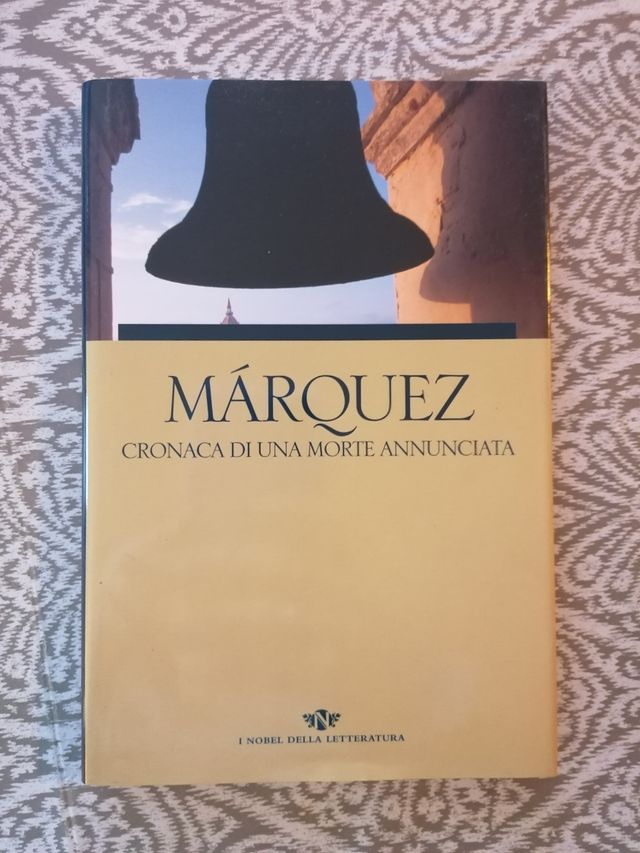 MÁRQUEZ
CRONACA DI UNA MORTE ANNUNCIATA
N
I NOBEL DELLA LETTERATURA